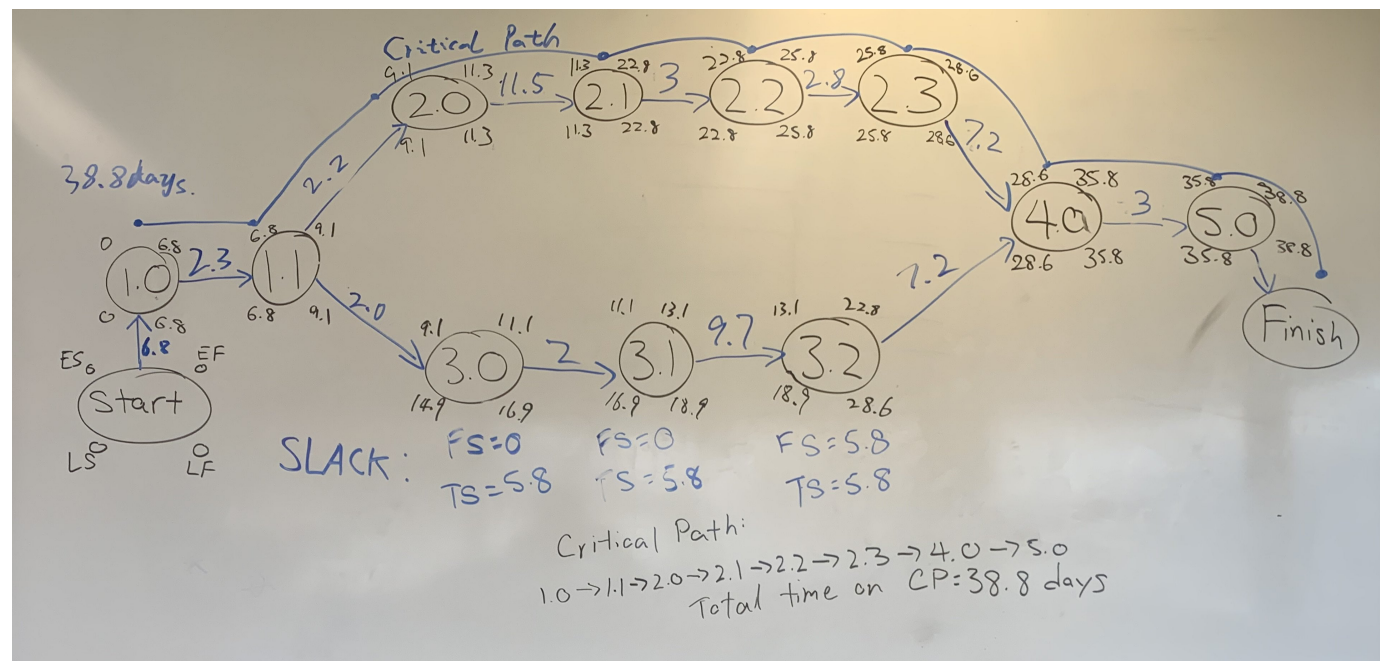 Critical Path
9.1 11.3 11.3 22.8 22.8 25.8 25.8 28.6
2.0 11.5 2.1 3 2.2 2.8 2.3
9.1 11.3 11.3 22.8 22.8 25.8 25.8 28.6
2.2 7.2
38.8 days.
28.6 35.8 35.8 38.8
4.0 3 5.0
28.6 35.8 35.8 38.8
0 6.8 6.8 9.1
1.0 2.3 1.1
0 6.8 6.8 9.1
6.8 2.0 7.2
9.1 11.1 11.1 13.1 13.1 22.8
3.0 2 3.1 9.7 3.2
14.9 16.9 16.9 18.9 18.9 28.6
Finish
ES 0 EF 0
Start
LS 0 LF 0
SLACK: FS=0 FS=0 FS=5.8
TS=5.8 TS=5.8 TS=5.8
Critical Path:
1.0→1.1→2.0→2.1→2.2→2.3→4.0→5.0
Total time on CP=38.8 days